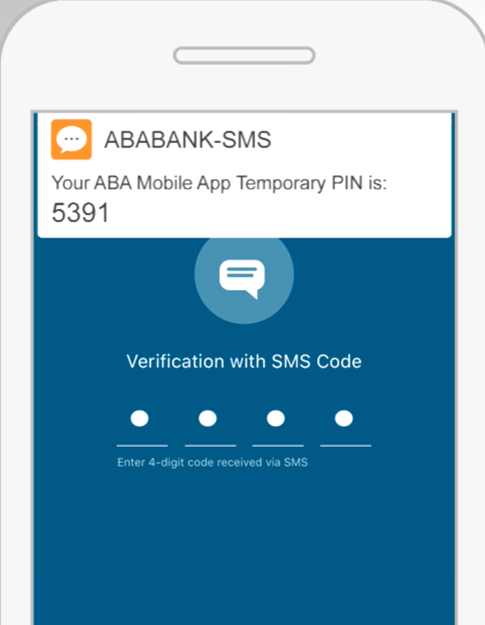 ABABANK-SMS
Your ABA Mobile App Temporary PIN is:
5391
Verification with SMS Code
Enter 4-digit code received via SMS